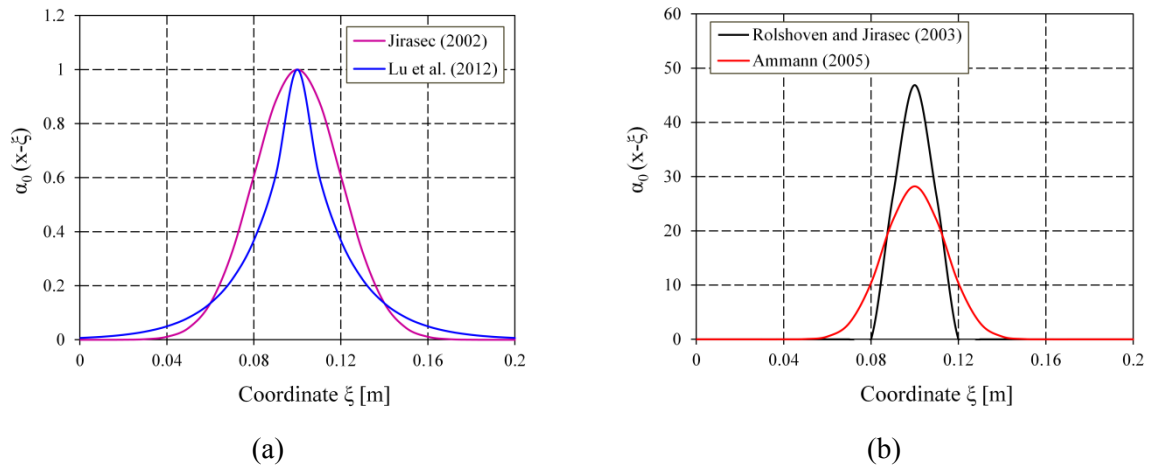 1.2
1
0.8
0.6
0.4
0.2
0
α₀ (x-ξ)
Jirasec (2002)
Lu et al. (2012)
0 0.04 0.08 0.12 0.16 0.2
Coordinate ξ [m]
(a)
60
50
40
30
20
10
0
α₀ (x-ξ)
Rolshoven and Jirasec (2003)
Ammann (2005)
0 0.04 0.08 0.12 0.16 0.2
Coordinate ξ [m]
(b)